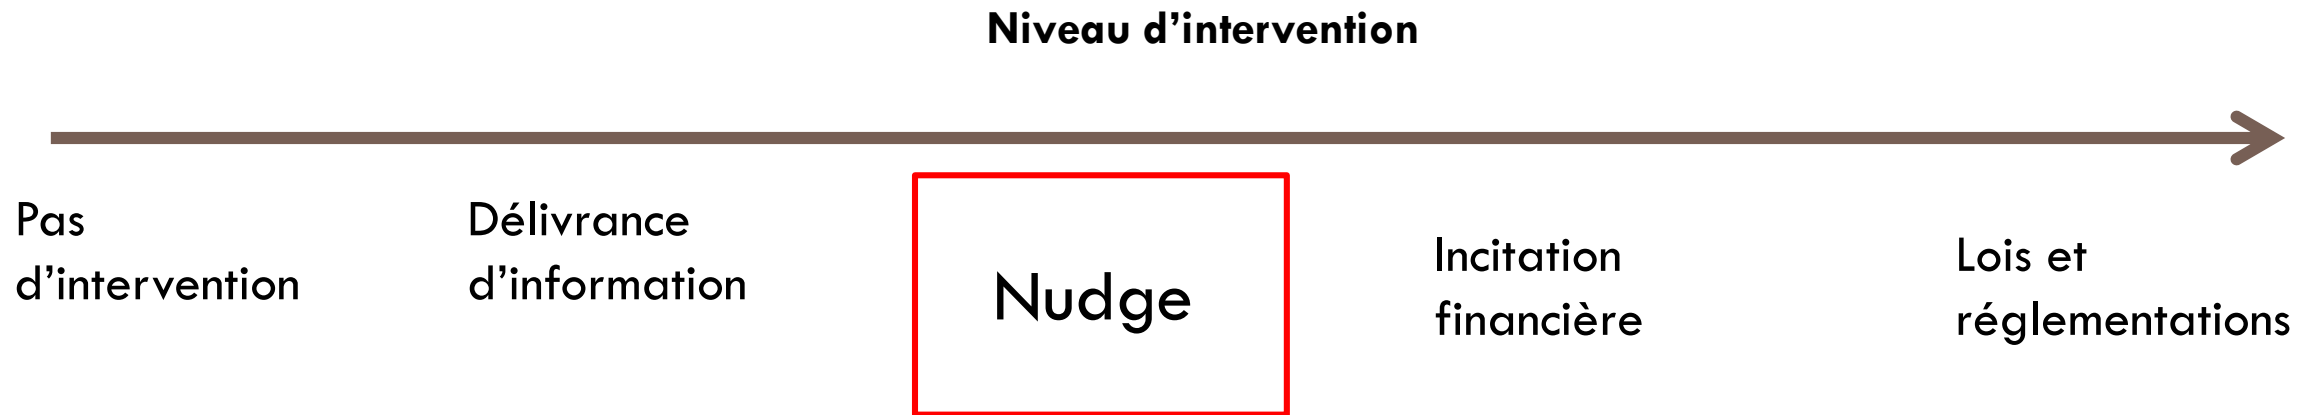 Niveau d’intervention
Pas
d’intervention
Délivrance
d’information
Nudge
Incitation
financière
Lois et
réglementations